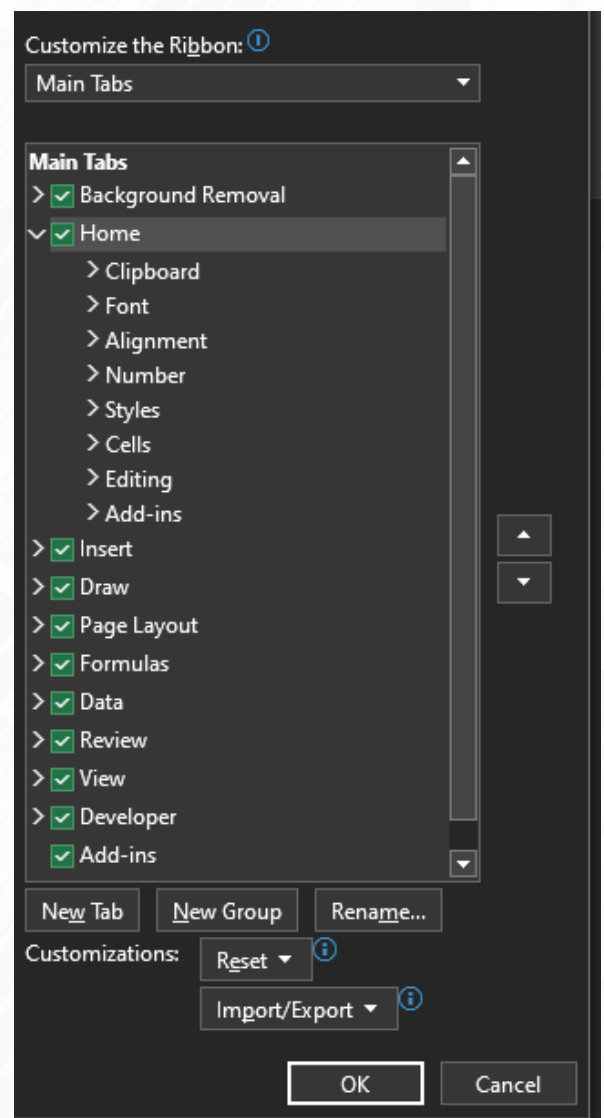 Customize the Ribbon:
Main Tabs
Main Tabs
Background Removal
Home
Clipboard
Font
Alignment
Number
Styles
Cells
Editing
Add-ins
Insert
Draw
Page Layout
Formulas
Data
Review
View
Developer
Add-ins
New Tab New Group Rename...
Customizations: Reset
Import/Export
OK Cancel